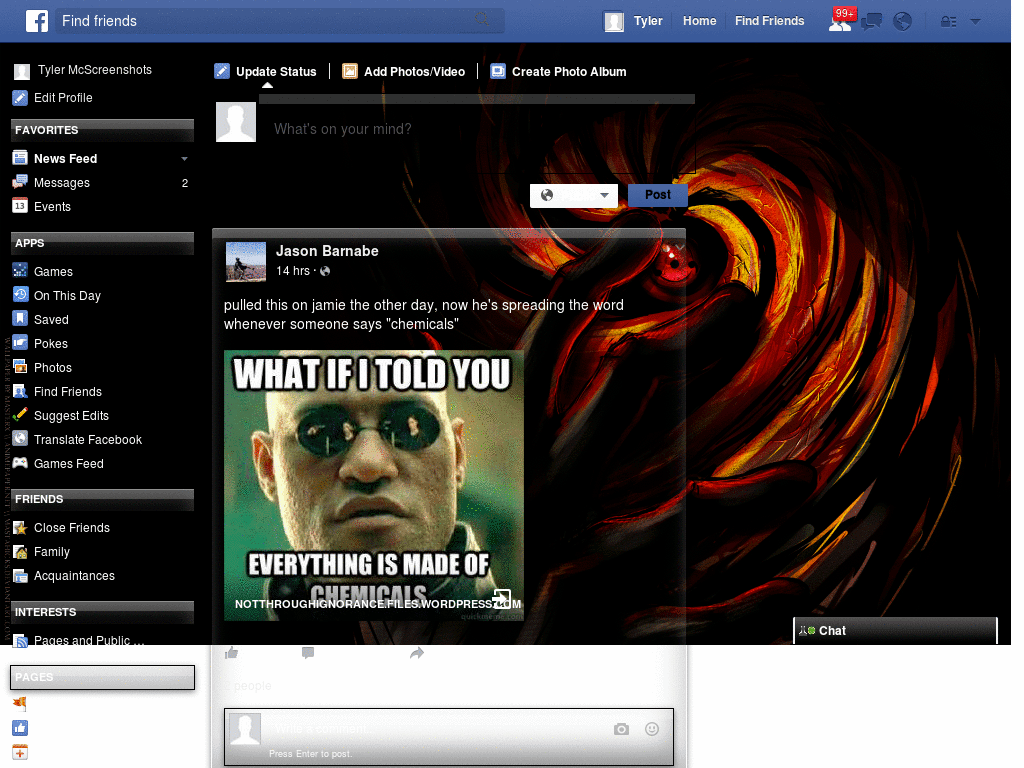 Find friends
Tyler
Home
Find Friends
99+
Tyler McScreenshots
Edit Profile
FAVORITES
News Feed
Messages
2
Events
13
APPS
Games
On This Day
Saved
Pokes
Photos
Find Friends
Suggest Edits
Translate Facebook
Games Feed
FRIENDS
Close Friends
Family
Acquaintances
INTERESTS
Pages and Public ...
PAGES
Update Status
Add Photos/Video
Create Photo Album
What's on your mind?
Post
Jason Barnabe
14 hrs ·
pulled this on jamie the other day, now he's spreading the word
whenever someone says "chemicals"
WHAT IF I TOLD YOU
EVERYTHING IS MADE OF
CHEMICALS
NOTTHROUGHIGNORANCE.FILES.WORDPRESS.COM
quickmeme.com
people
Press Enter to post.
Chat